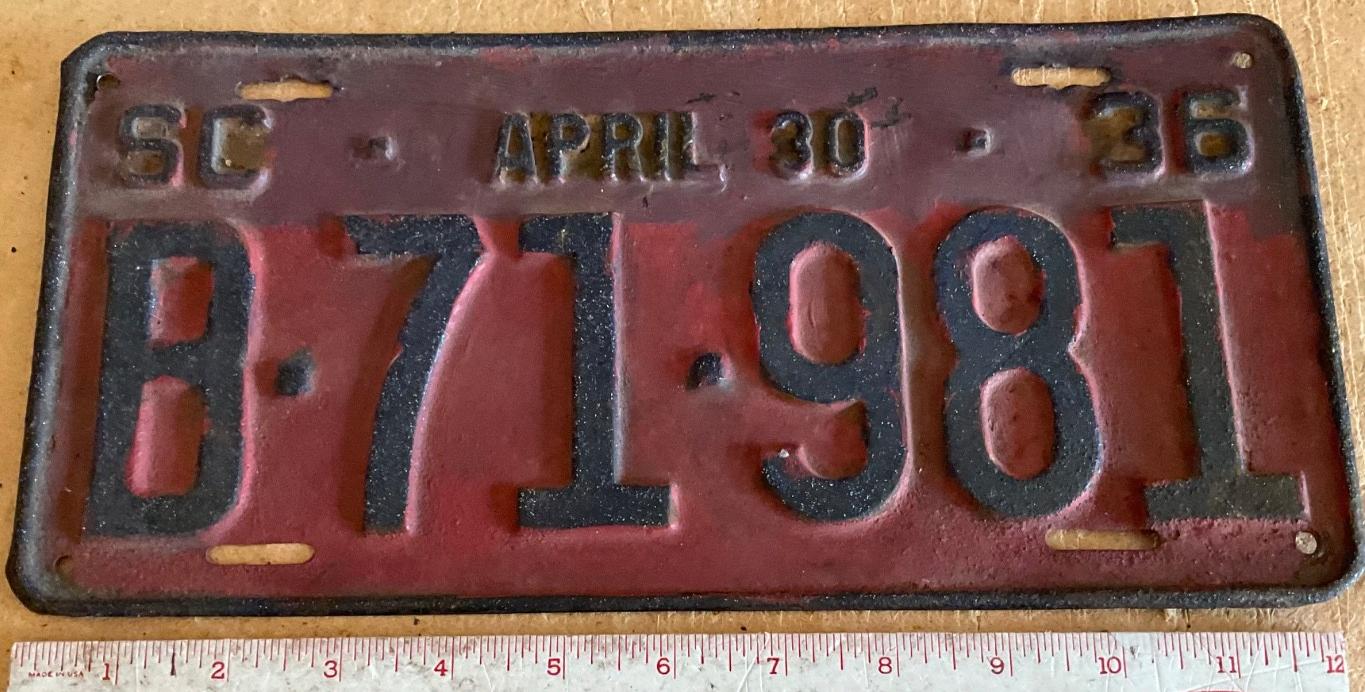 SC · APRIL 30 · 36
B·71·981
MADE IN USA 1 2 3 4 5 6 7 8 9 10 11 12